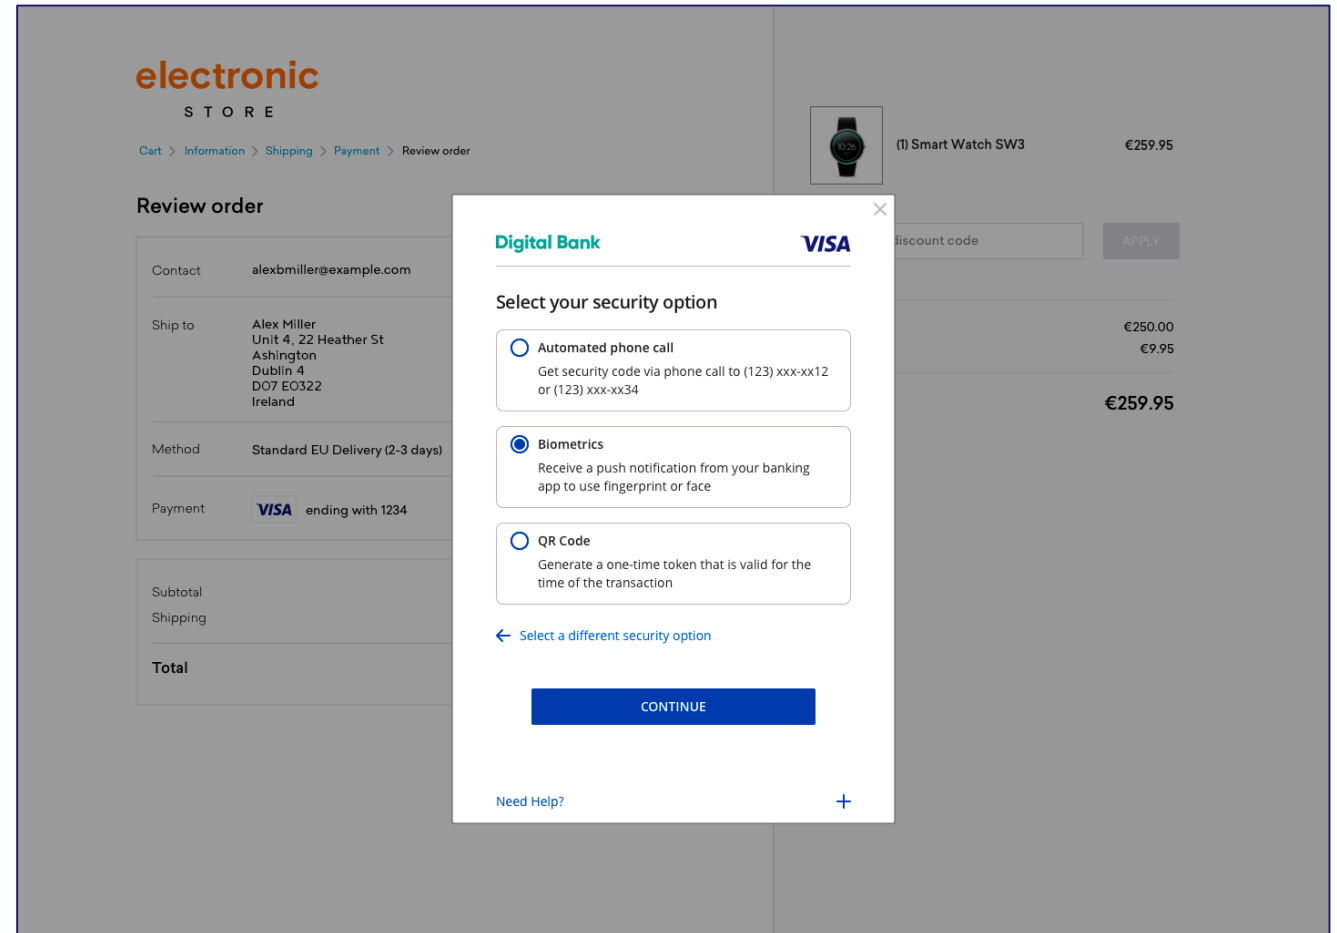 electronic
STORE
Cart > Information > Shipping > Payment > Review order
Review order
Contact alexbmiller@example.com
Ship to Alex Miller
Unit 4, 22 Heather St
Ashington
Dublin 4
D07 E0322
Ireland
Method Standard EU Delivery (2-3 days)
Payment VISA ending with 1234
Subtotal
Shipping
Total
10:26
(1) Smart Watch SW3 €259.95
discount code APPLY
€250.00
€9.95
€259.95
Digital Bank VISA
Select your security option
Automated phone call
Get security code via phone call to (123) xxx-xx12
or (123) xxx-xx34
Biometrics
Receive a push notification from your banking
app to use fingerprint or face
QR Code
Generate a one-time token that is valid for the
time of the transaction
Select a different security option
CONTINUE
Need Help? +